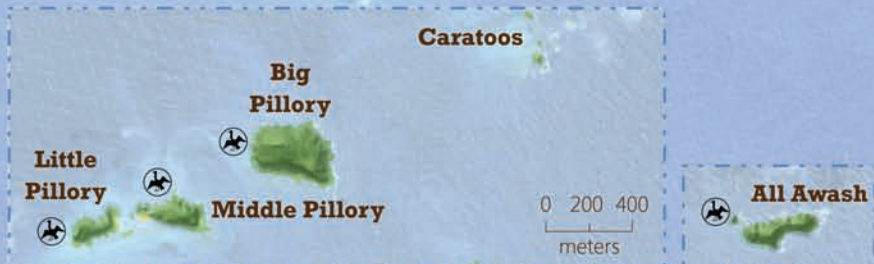 Caratoos
Big
Pillory
Little
Pillory
Middle Pillory
0 200 400
meters
All Awash